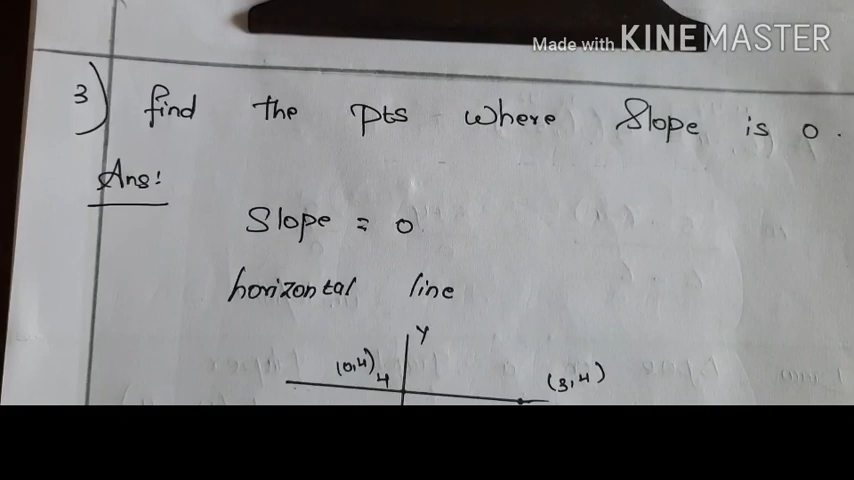 Made with KINEMASTER
3) find the pts where Slope is 0.
Ans:
Slope = 0
horizontal line
Y
(0,4)
4
(3,4)